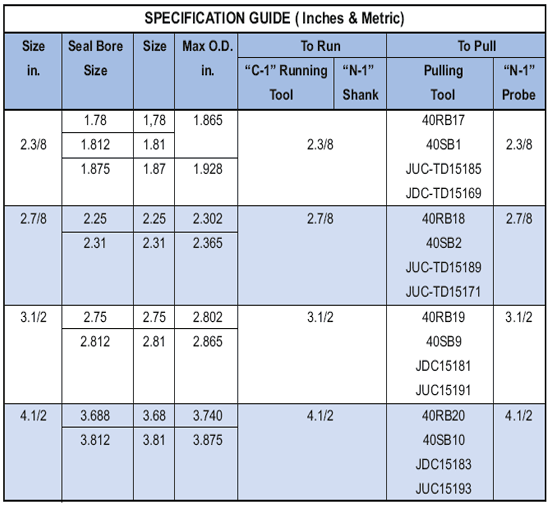 SPECIFICATION GUIDE ( Inches & Metric)
Size in. Seal Bore Size Size Max O.D. in. To Run To Pull
“C-1” Running Tool “N-1” Shank Pulling Tool “N-1” Probe
1.78 1,78 1.865 40RB17
2.3/8 1.812 1.81 2.3/8 40SB1 2.3/8
1.875 1.87 1.928 JUC-TD15185
JDC-TD15169
2.7/8 2.25 2.25 2.302 2.7/8 40RB18 2.7/8
2.31 2.31 2.365 40SB2
JUC-TD15189
JUC-TD15171
3.1/2 2.75 2.75 2.802 3.1/2 40RB19 3.1/2
2.812 2.81 2.865 40SB9
JDC15181
JUC15191
4.1/2 3.688 3.68 3.740 4.1/2 40RB20 4.1/2
3.812 3.81 3.875 40SB10
JDC15183
JUC15193